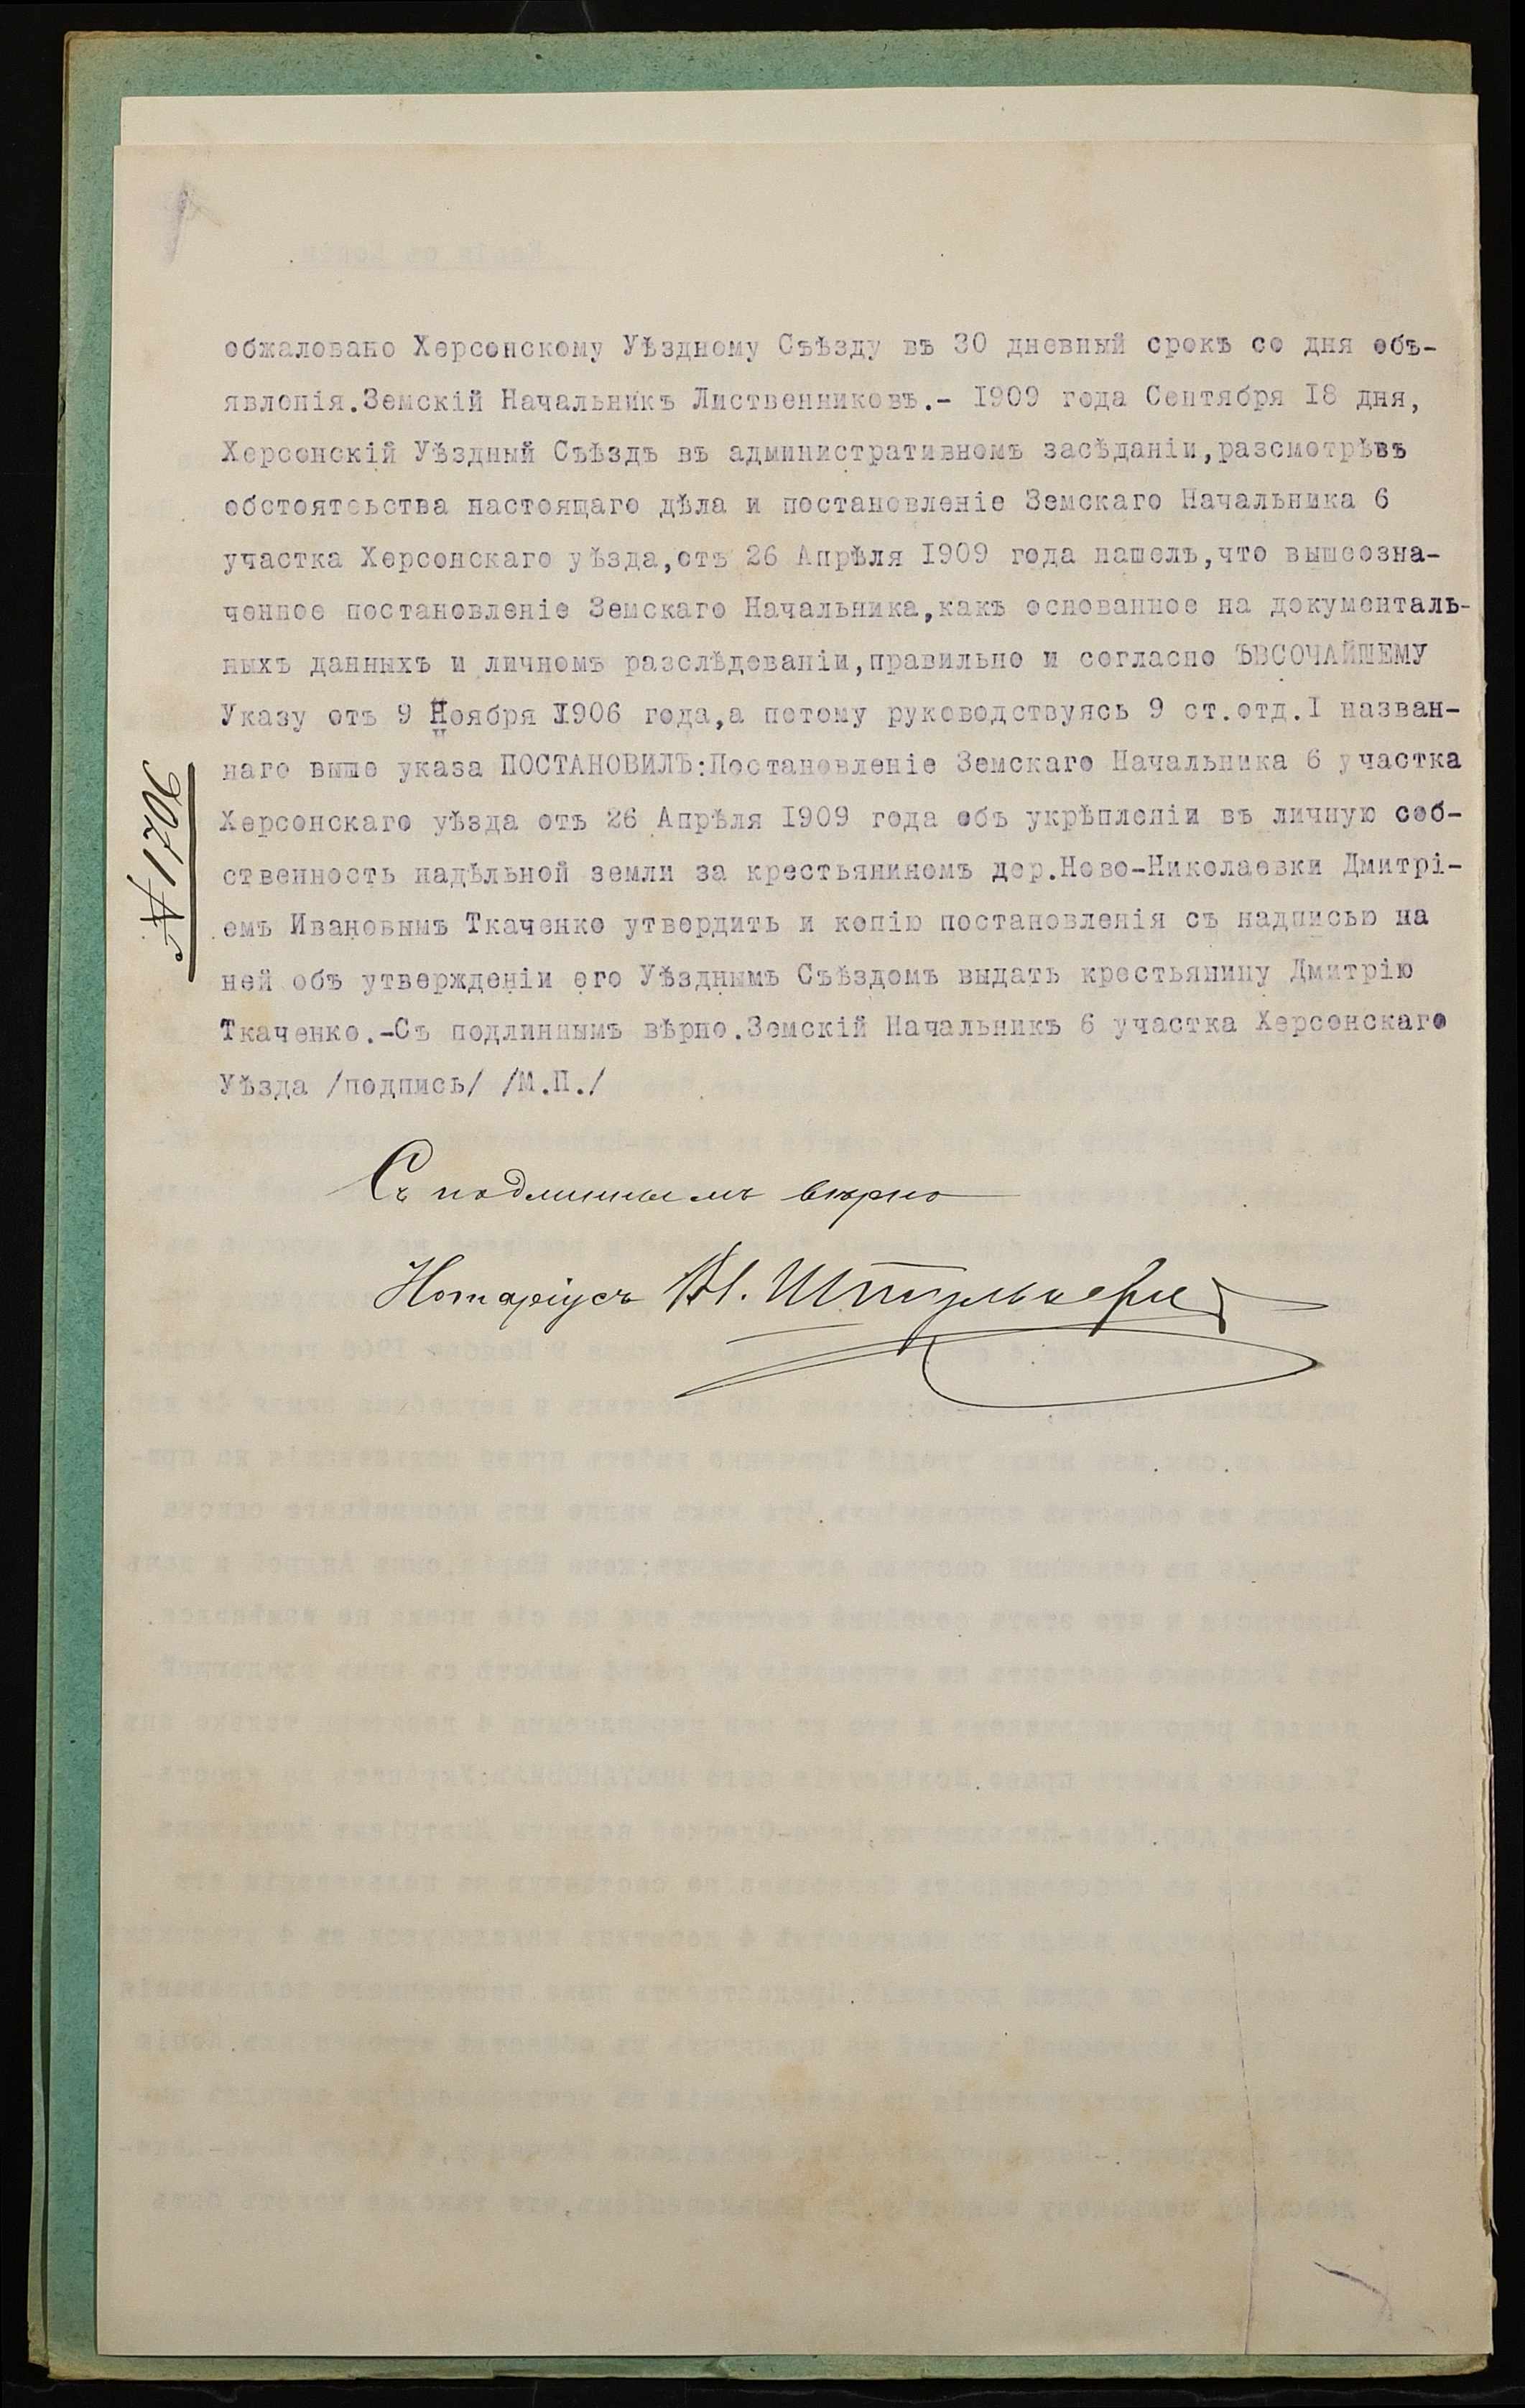 обжаловано Херсонскому Уѣздному Съѣзду въ 30 дневный срокъ со дня объ-
явленія.Земскій Начальникъ Лиственниковъ.- 1909 года Сентября 18 дня,
Херсонскій Уѣздный Съѣздъ въ административномъ засѣданіи,разсмотрѣвъ
обстоятеьства настоящаго дѣла и постановленіе Земскаго Начальника 6
участка Херсонскаго уѣзда,отъ 26 Апрѣля 1909 года нашелъ,что вышеозна-
ченное постановленіе Земскаго Начальника,какъ основанное на документаль-
ныхъ данныхъ и личномъ разслѣдованіи,правильно и согласно ѢВСОЧАЙШЕМУ
Указу отъ 9 Ноября 1906 года,а потому руководствуясь 9 ст.отд.I назван-
наго выше указа ПОСТАНОВИЛЪ:Постановленіе Земскаго Начальника 6 участка
Херсонскаго уѣзда отъ 26 Апрѣля 1909 года объ укрѣпленіи въ личную соб-
ственность надѣльной земли за крестьяниномъ дер.Ново-Николаевки Дмитрі-
емъ Ивановымъ Ткаченко утвердить и копію постановленія съ надписью на
ней объ утвержденіи его Уѣзднымъ Съѣздомъ выдать крестьянину Дмитрію
Ткаченко.-Съ подлиннымъ вѣрно.Земскій Начальникъ 6 участка Херсонскаго
Уѣзда /подпись/ /М.П./
Съ подлиннымъ вѣрно
Нотаріусъ